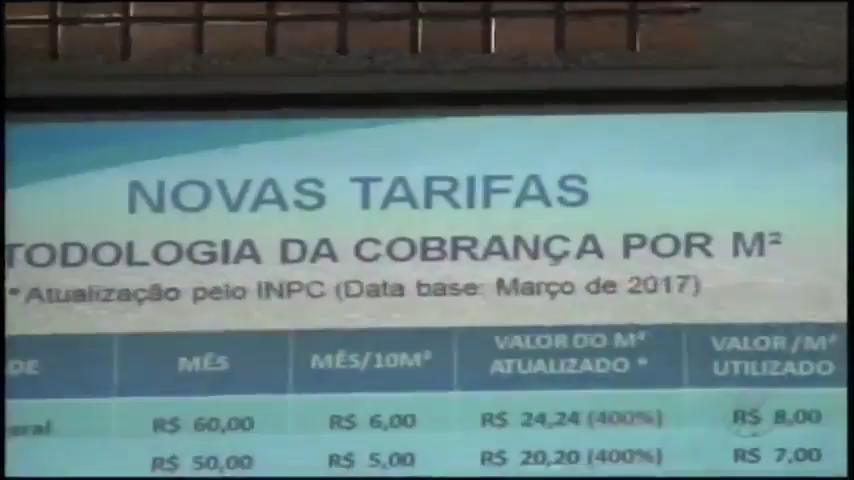 NOVAS TARIFAS
TODOLOGIA DA COBRANÇA POR M²
* Atualização pelo INPC (Data base: Março de 2017)
DE MÊS MÊS/10M² VALOR DO M² ATUALIZADO * VALOR /M² UTILIZADO
eral R$ 60,00 R$ 6,00 R$ 24,24 (400%) R$ 8,00
R$ 50,00 R$ 5,00 R$ 20,20 (400%) R$ 7,00